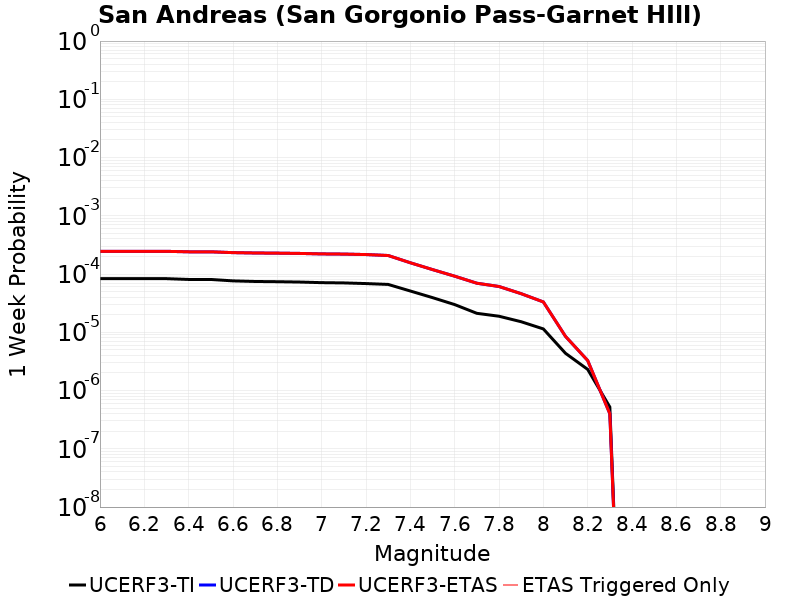 San Andreas (San Gorgonio Pass-Garnet HIll)
1 Week Probability
10^0
10^-1
10^-2
10^-3
10^-4
10^-5
10^-6
10^-7
10^-8
6 6.2 6.4 6.6 6.8 7 7.2 7.4 7.6 7.8 8 8.2 8.4 8.6 8.8 9
Magnitude
UCERF3-TI UCERF3-TD UCERF3-ETAS ETAS Triggered Only